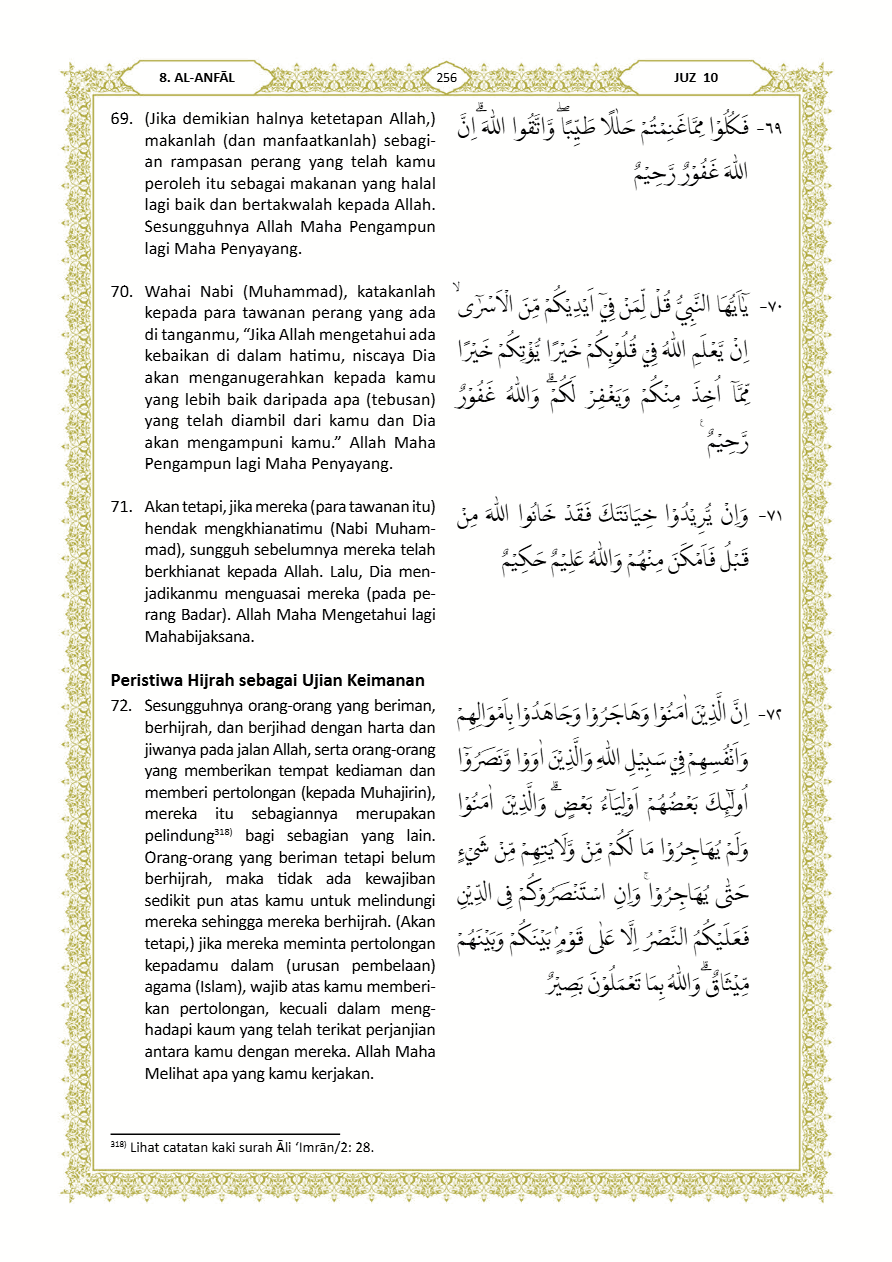 8. AL-ANFĀL
256
JUZ 10
69. (Jika demikian halnya ketetapan Allah,)
makanlah (dan manfaatkanlah) sebagi-
an rampasan perang yang telah kamu
peroleh itu sebagai makanan yang halal
lagi baik dan bertakwalah kepada Allah.
Sesungguhnya Allah Maha Pengampun
lagi Maha Penyayang.
٦٩- فَكُلُوْا مِمَّا غَنِمْتُمْ حَلٰلًا طَيِّبًاۖ وَّاتَّقُوا اللّٰهَ ۗاِنَّ
اللّٰهَ غَفُوْرٌ رَّحِيْمٌ
70. Wahai Nabi (Muhammad), katakanlah
kepada para tawanan perang yang ada
di tanganmu, “Jika Allah mengetahui ada
kebaikan di dalam hatimu, niscaya Dia
akan menganugerahkan kepada kamu
yang lebih baik daripada apa (tebusan)
yang telah diambil dari kamu dan Dia
akan mengampuni kamu.” Allah Maha
Pengampun lagi Maha Penyayang.
٧٠- يٰٓاَيُّهَا النَّبِيُّ قُلْ لِّمَنْ فِيْٓ اَيْدِيْكُمْ مِّنَ الْاَسْرٰٓىۙ
اِنْ يَّعْلَمِ اللّٰهُ فِيْ قُلُوْبِكُمْ خَيْرًا يُّؤْتِكُمْ خَيْرًا
مِّمَّآ اُخِذَ مِنْكُمْ وَيَغْفِرْ لَكُمْۗ وَاللّٰهُ غَفُوْرٌ
رَّحِيْمٌ ۚ
71. Akan tetapi, jika mereka (para tawanan itu)
hendak mengkhianatimu (Nabi Muham-
mad), sungguh sebelumnya mereka telah
berkhianat kepada Allah. Lalu, Dia men-
jadikanmu menguasai mereka (pada pe-
rang Badar). Allah Maha Mengetahui lagi
Mahabijaksana.
٧١- وَاِنْ يُّرِيْدُوْا خِيَانَتَكَ فَقَدْ خَانُوا اللّٰهَ مِنْ
قَبْلُ فَاَمْكَنَ مِنْهُمْ وَاللّٰهُ عَلِيْمٌ حَكِيْمٌ
Peristiwa Hijrah sebagai Ujian Keimanan
72. Sesungguhnya orang-orang yang beriman,
berhijrah, dan berjihad dengan harta dan
jiwanya pada jalan Allah, serta orang-orang
yang memberikan tempat kediaman dan
memberi pertolongan (kepada Muhajirin),
mereka itu sebagiannya merupakan
pelindung³¹⁸⁾ bagi sebagian yang lain.
Orang-orang yang beriman tetapi belum
berhijrah, maka tidak ada kewajiban
sedikit pun atas kamu untuk melindungi
mereka sehingga mereka berhijrah. (Akan
tetapi,) jika mereka meminta pertolongan
kepadamu dalam (urusan pembelaan)
agama (Islam), wajib atas kamu memberi-
kan pertolongan, kecuali dalam meng-
hadapi kaum yang telah terikat perjanjian
antara kamu dengan mereka. Allah Maha
Melihat apa yang kamu kerjakan.
٧٢- اِنَّ الَّذِيْنَ اٰمَنُوْا وَهَاجَرُوْا وَجَاهَدُوْا بِاَمْوَالِهِمْ
وَاَنْفُسِهِمْ فِيْ سَبِيْلِ اللّٰهِ وَالَّذِيْنَ اٰوَوْا وَّنَصَرُوْٓا
اُولٰۤىِٕكَ بَعْضُهُمْ اَوْلِيَاۤءُ بَعْضٍۗ وَالَّذِيْنَ اٰمَنُوْا
وَلَمْ يُهَاجِرُوْا مَا لَكُمْ مِّنْ وَّلَايَتِهِمْ مِّنْ شَيْءٍ
حَتّٰى يُهَاجِرُوْاۚ وَاِنِ اسْتَنْصَرُوْكُمْ فِى الدِّيْنِ
فَعَلَيْكُمُ النَّصْرُ اِلَّا عَلٰى قَوْمٍۢ بَيْنَكُمْ وَبَيْنَهُمْ
مِّيْثَاقٌۗ وَاللّٰهُ بِمَا تَعْمَلُوْنَ بَصِيْرٌ
³¹⁸⁾ Lihat catatan kaki surah Āli ‘Imrān/2: 28.